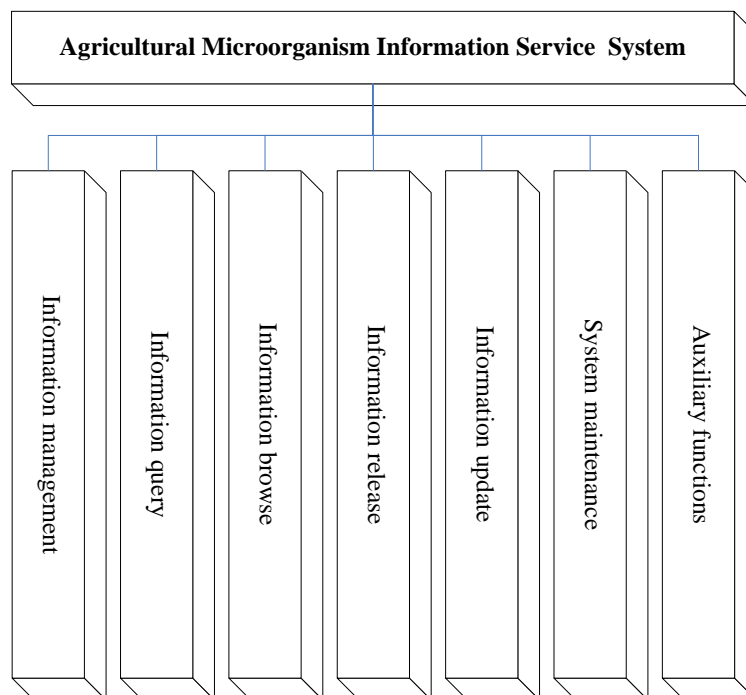 Agricultural Microorganism Information Service System
Information management
Information query
Information browse
Information release
Information update
System maintenance
Auxiliary functions